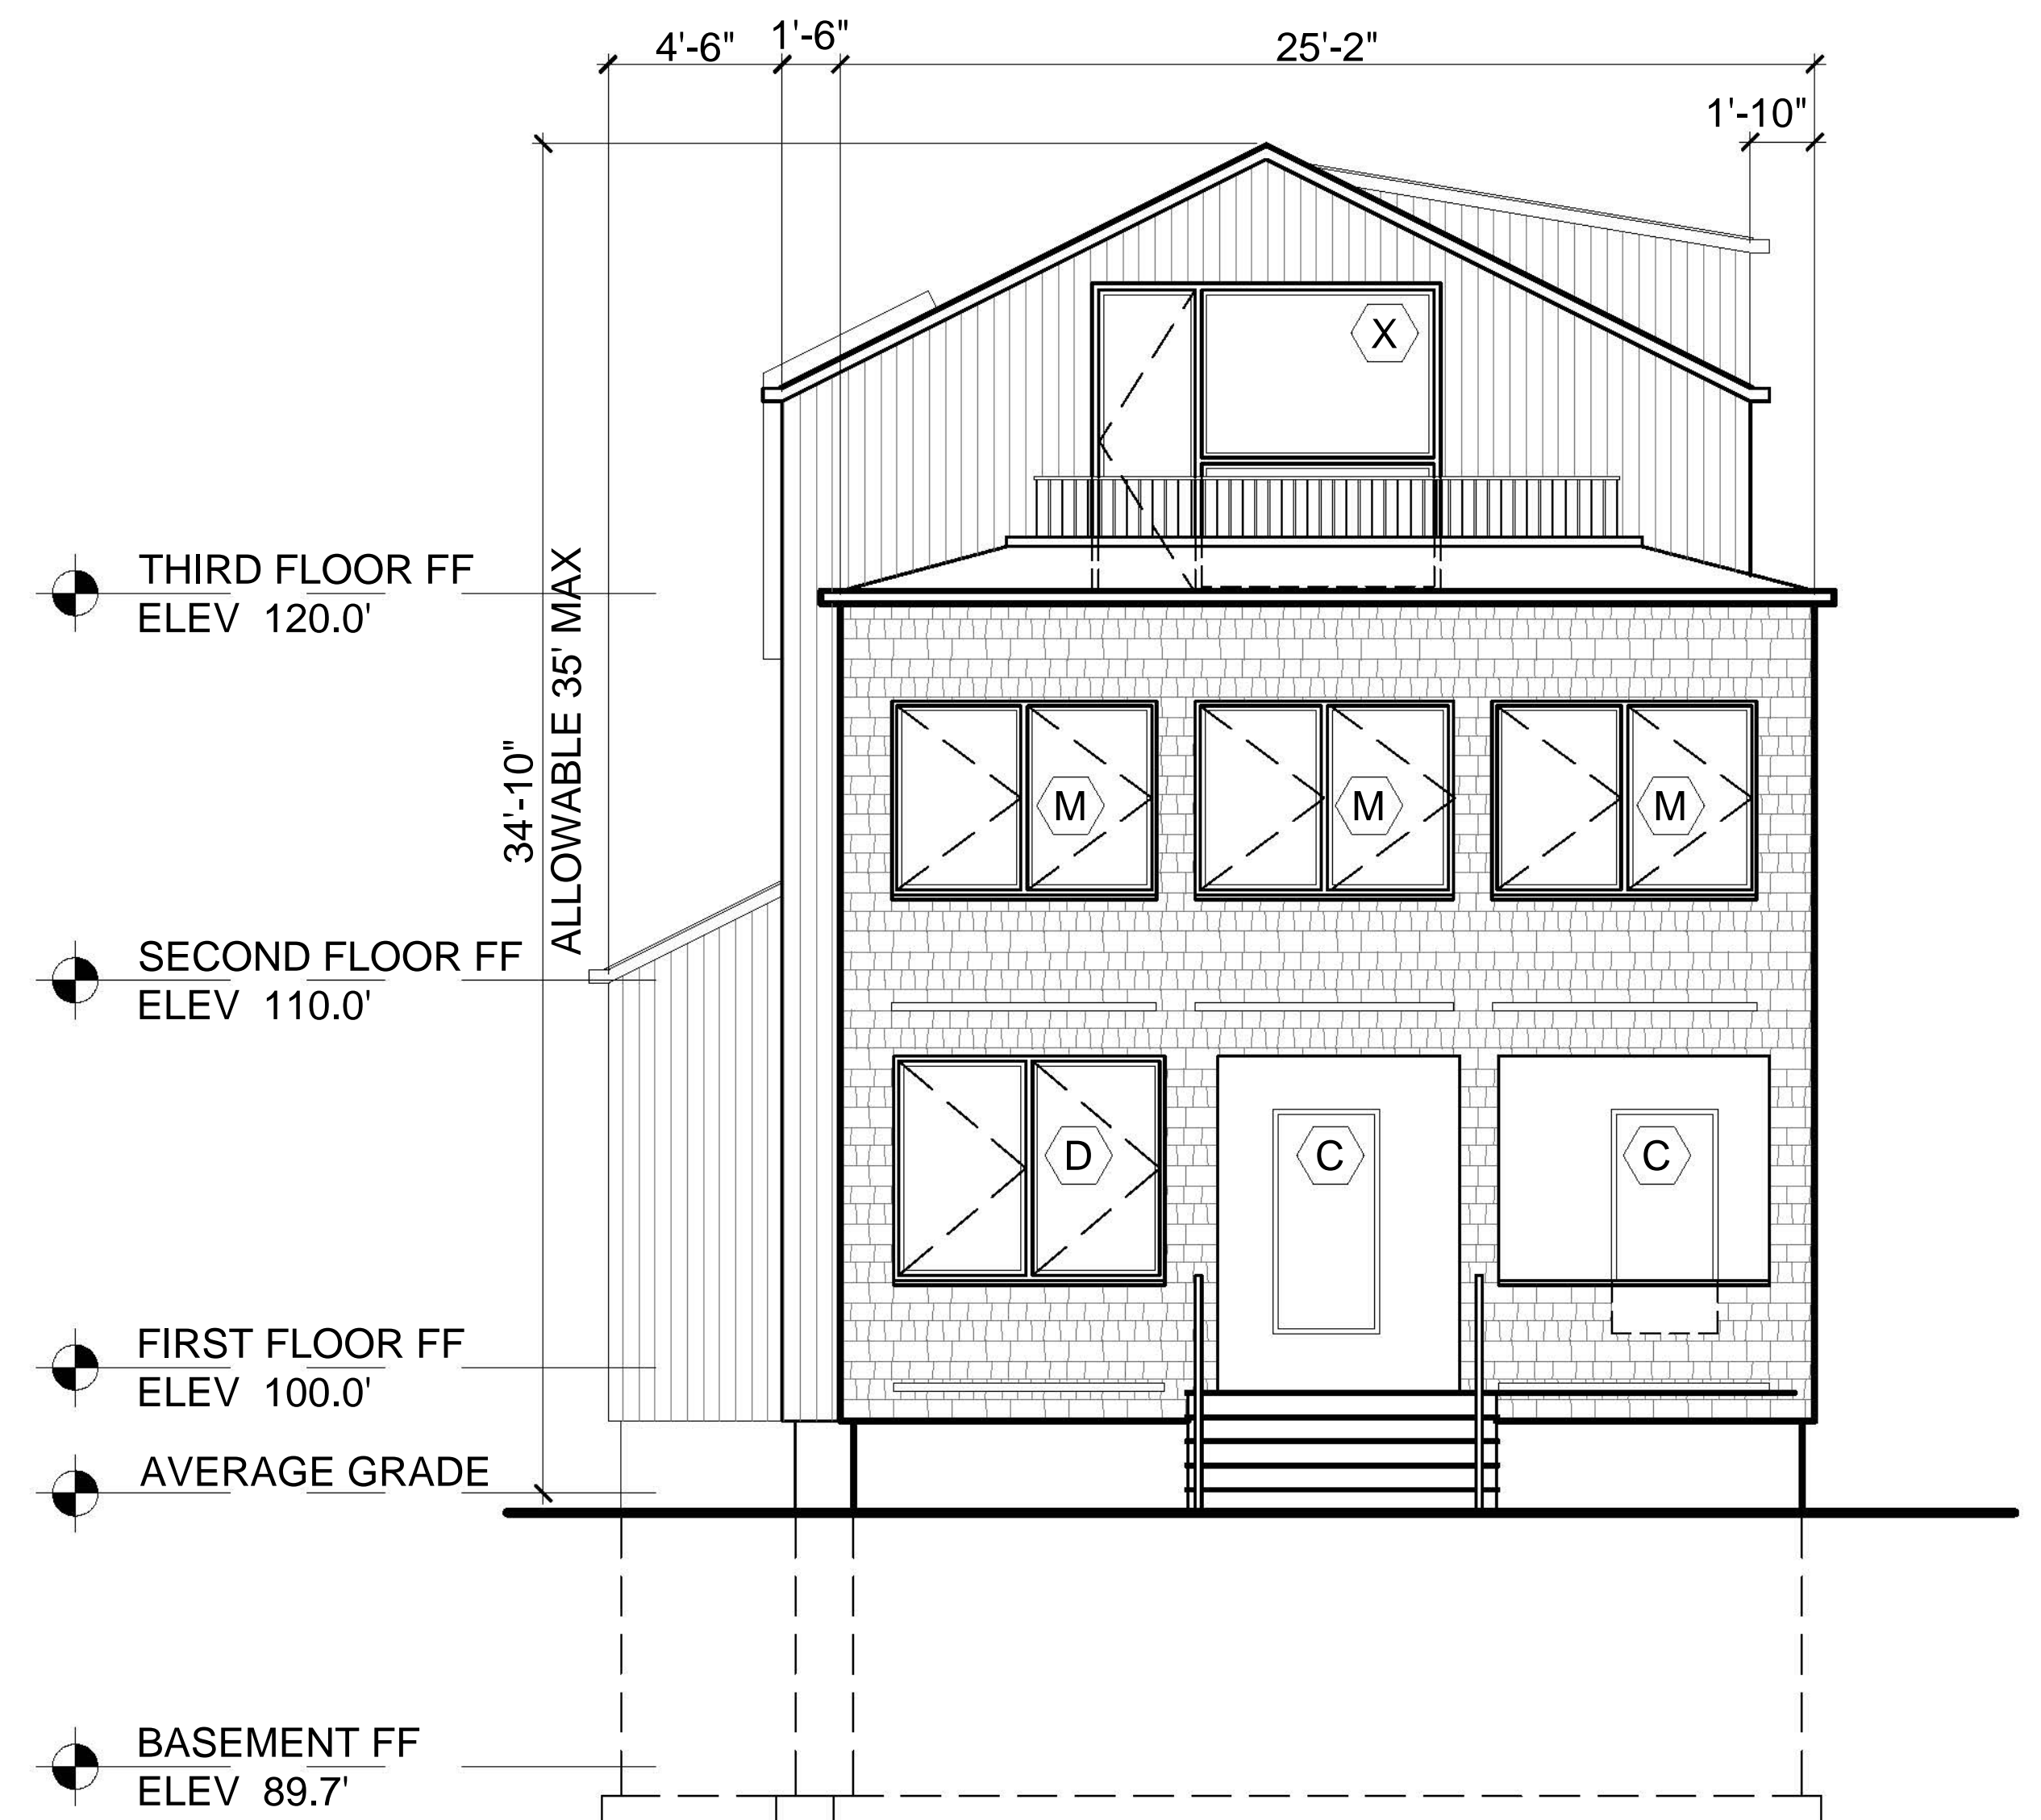 4'-6" 1'-6" 25'-2"
1'-10"
X
THIRD FLOOR FF
ELEV 120.0'
34'-10"
ALLOWABLE 35' MAX
M M M
SECOND FLOOR FF
ELEV 110.0'
D C C
FIRST FLOOR FF
ELEV 100.0'
AVERAGE GRADE
BASEMENT FF
ELEV 89.7'